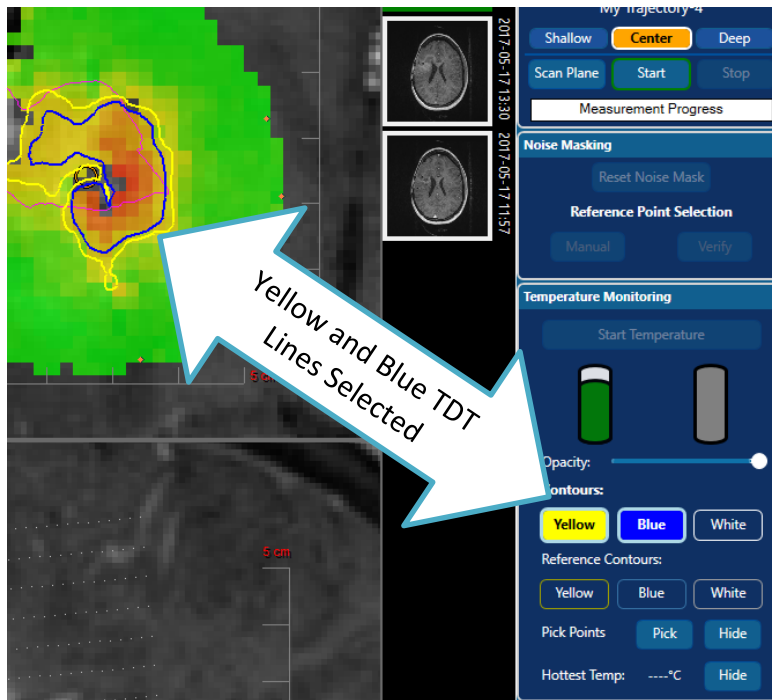 My Trajectory-4
Shallow
Center
Deep
Scan Plane
Start
Stop
Measurement Progress
Noise Masking
Reset Noise Mask
Reference Point Selection
Manual
Verify
Temperature Monitoring
Start Temperature
Opacity:
Contours:
Yellow
Blue
White
Reference Contours:
Yellow
Blue
White
Pick Points
Pick
Hide
Hottest Temp:
----°C
Hide
2017-05-17 13:30
2017-05-17 11:57
Yellow and Blue TDT
Lines Selected
5 cm
5 cm